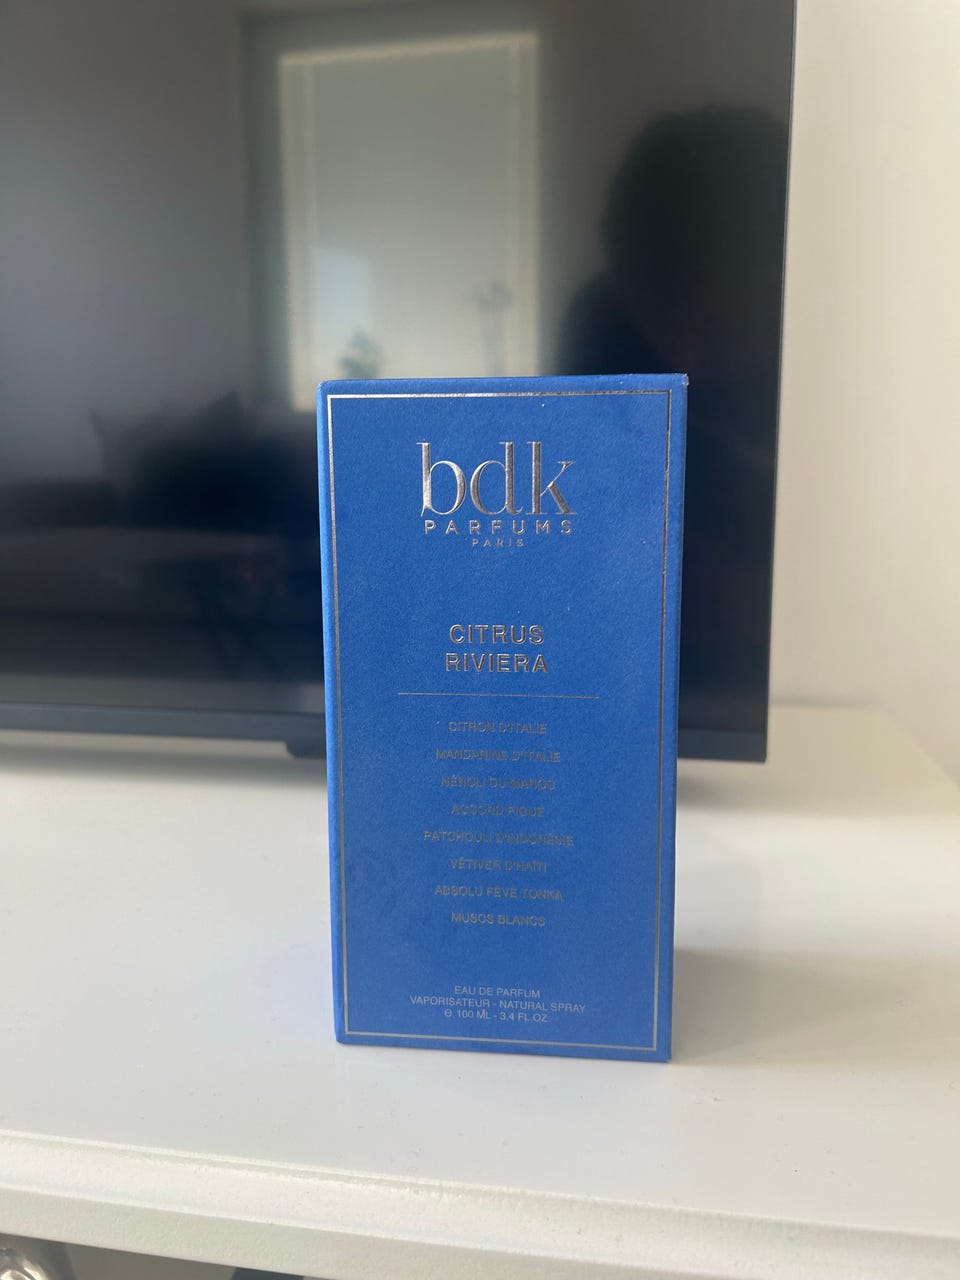 bdk
PARFUMS
PARIS
CITRUS
RIVIERA
CITRON D'ITALIE
MANDARINE D'ITALIE
NÉROLI DU MAROC
ACCORD FIGUE
PATCHOULI D'INDONÉSIE
VÉTIVER D'HAÏTI
ABSOLU FÈVE TONKA
MUSCS BLANCS
EAU DE PARFUM
VAPORISATEUR - NATURAL SPRAY
℮ 100 ML - 3.4 FL.OZ.